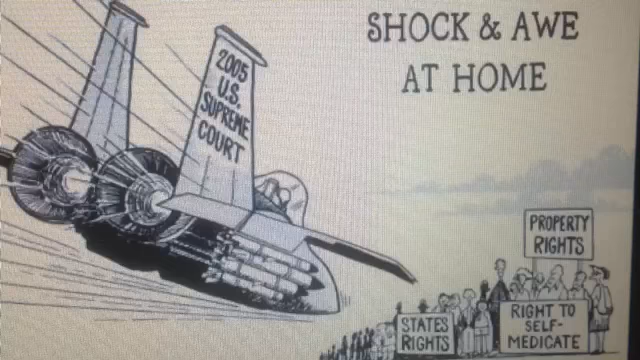 SHOCK & AWE
AT HOME
2005
U.S.
SUPREME
COURT
PROPERTY
RIGHTS
STATES
RIGHTS
RIGHT TO
SELF-
MEDICATE